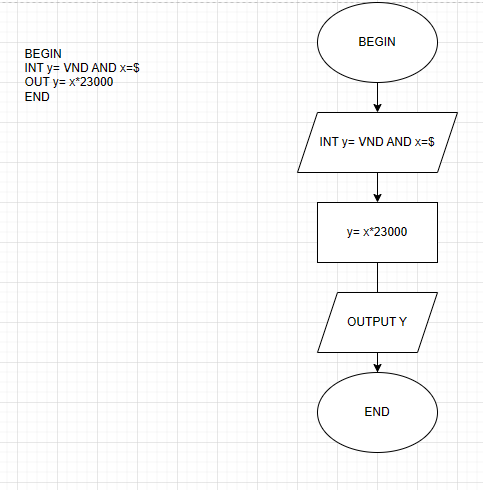 BEGIN
INT y= VND AND x=$
OUT y= x*23000
END
BEGIN
INT y= VND AND x=$
y= x*23000
OUTPUT Y
END